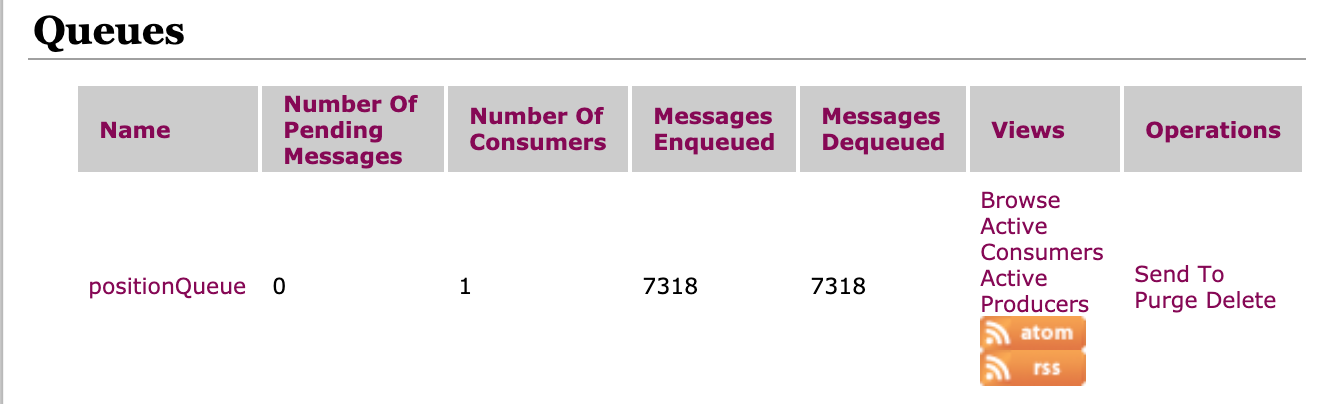 Queues
Name
Number Of
Pending
Messages
Number Of
Consumers
Messages
Enqueued
Messages
Dequeued
Views
Operations
positionQueue
0
1
7318
7318
Browse
Active
Consumers
Active
Producers
atom
rss
Send To
Purge Delete